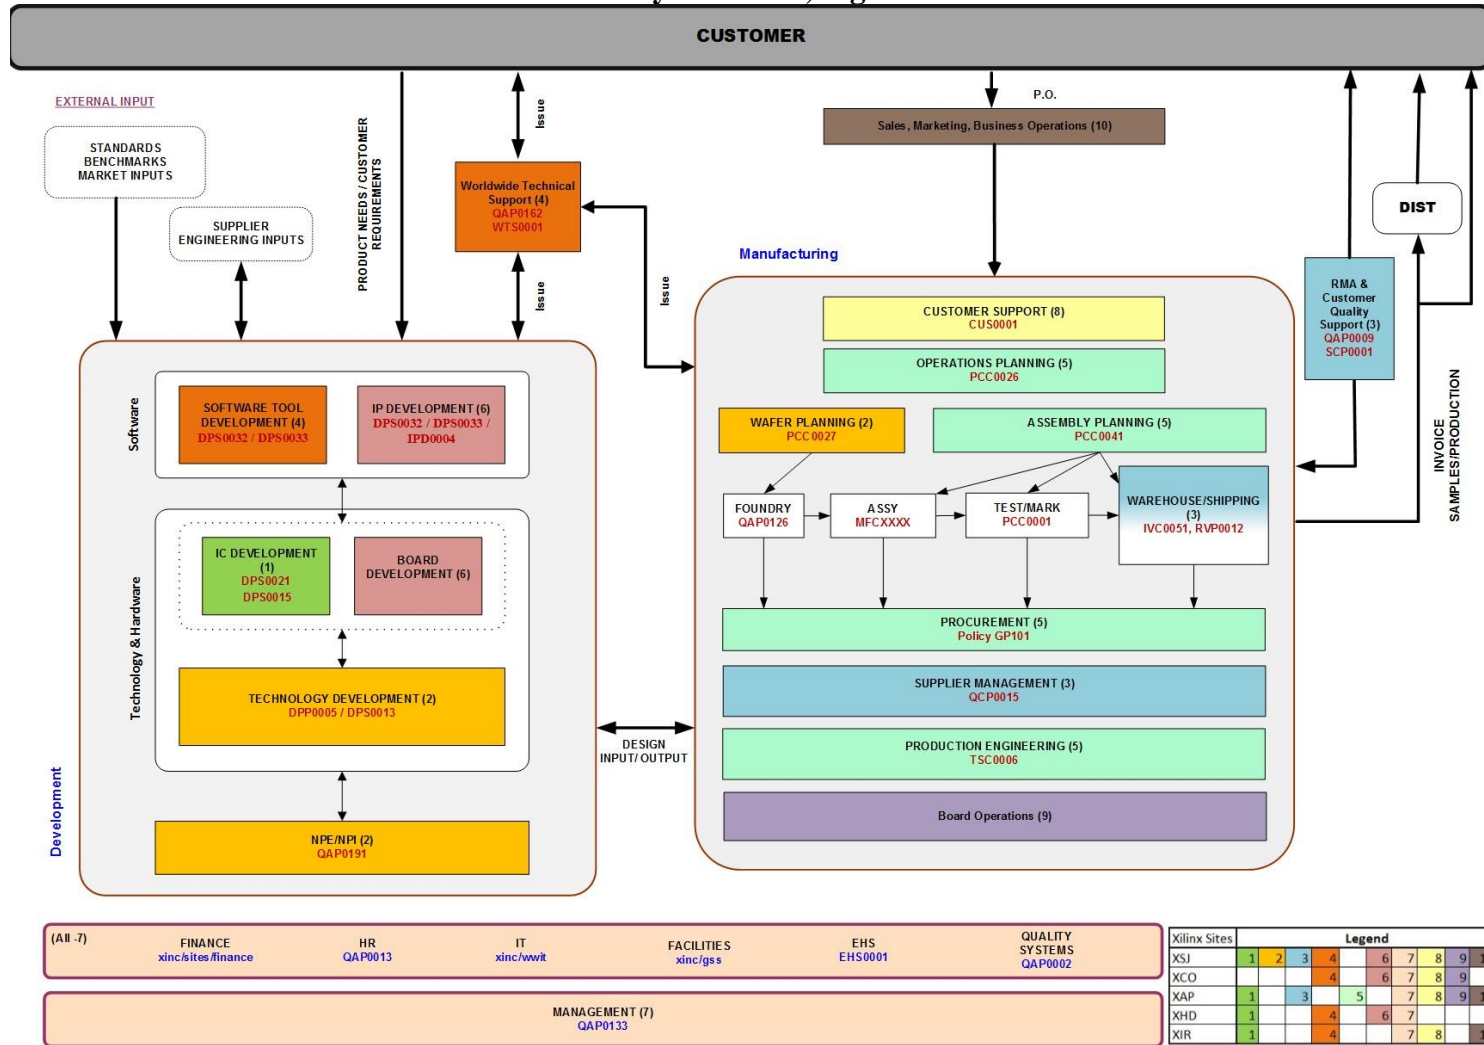 CUSTOMER
EXTERNAL INPUT
STANDARDS
BENCHMARKS
MARKET INPUTS
SUPPLIER
ENGINEERING INPUTS
PRODUCT NEEDS / CUSTOMER
REQUIREMENTS
Issue
Worldwide Technical
Support (4)
QAP0162
WTS0001
Issue
Issue
P.O.
Sales, Marketing, Business Operations (10)
DIST
RMA &
Customer
Quality
Support (3)
QAP0009
SCP0001
INVOICE
SAMPLES/PRODUCTION
Development
Software
SOFTWARE TOOL
DEVELOPMENT (4)
DPS0032 / DPS0033
IP DEVELOPMENT (6)
DPS0032 / DPS0033 /
IPD0004
Technology & Hardware
IC DEVELOPMENT
(1)
DPS0021
DPS0015
BOARD
DEVELOPMENT (6)
TECHNOLOGY DEVELOPMENT (2)
DPP0005 / DPS0013
NPE/NPI (2)
QAP0191
DESIGN
INPUT/ OUTPUT
Manufacturing
CUSTOMER SUPPORT (8)
CUS0001
OPERATIONS PLANNING (5)
PCC0026
WAFER PLANNING (2)
PCC0027
ASSEMBLY PLANNING (5)
PCC0041
FOUNDRY
QAP0126
ASSY
MFCXXXX
TEST/MARK
PCC0001
WAREHOUSE/SHIPPING
(3)
IVC0051, RVP0012
PROCUREMENT (5)
Policy GP101
SUPPLIER MANAGEMENT (3)
QCP0015
PRODUCTION ENGINEERING (5)
TSC0006
Board Operations (9)
(All -7)
FINANCE
xinc/sites/finance
HR
QAP0013
IT
xinc/wwit
FACILITIES
xinc/gss
EHS
EHS0001
QUALITY
SYSTEMS
QAP0002
MANAGEMENT (7)
QAP0133
Xilinx Sites Legend
XSJ 1 2 3 4 6 7 8 9 1
XCO 4 6 7 8 9
XAP 1 3 5 7 8 9 1
XHD 1 4 6 7
XIR 1 4 7 8 1